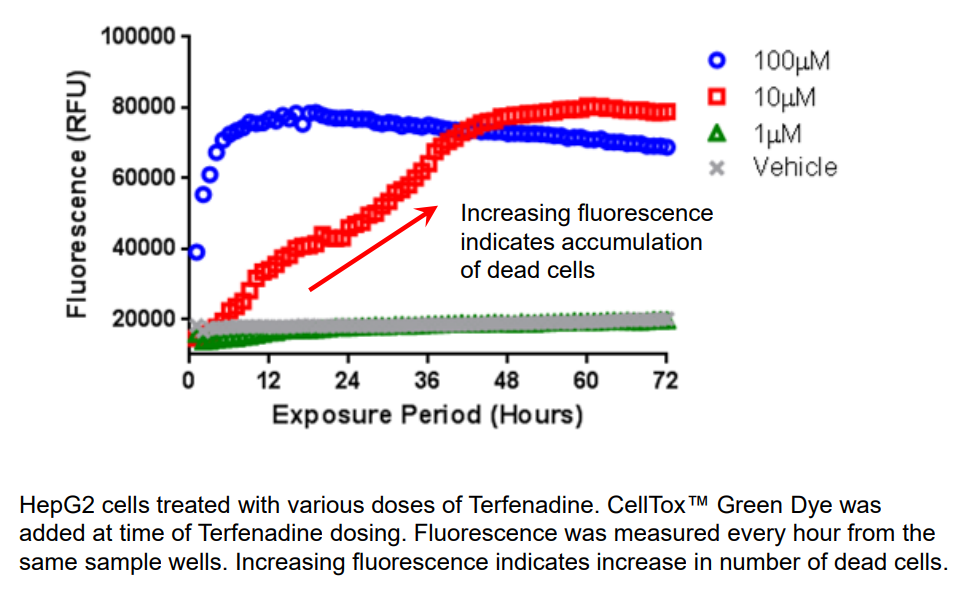 100000
80000
60000
40000
20000
Fluorescence (RFU)
0 12 24 36 48 60 72
Exposure Period (Hours)
100µM
10µM
1µM
Vehicle
Increasing fluorescence
indicates accumulation
of dead cells
HepG2 cells treated with various doses of Terfenadine. CellTox™ Green Dye was
added at time of Terfenadine dosing. Fluorescence was measured every hour from the
same sample wells. Increasing fluorescence indicates increase in number of dead cells.